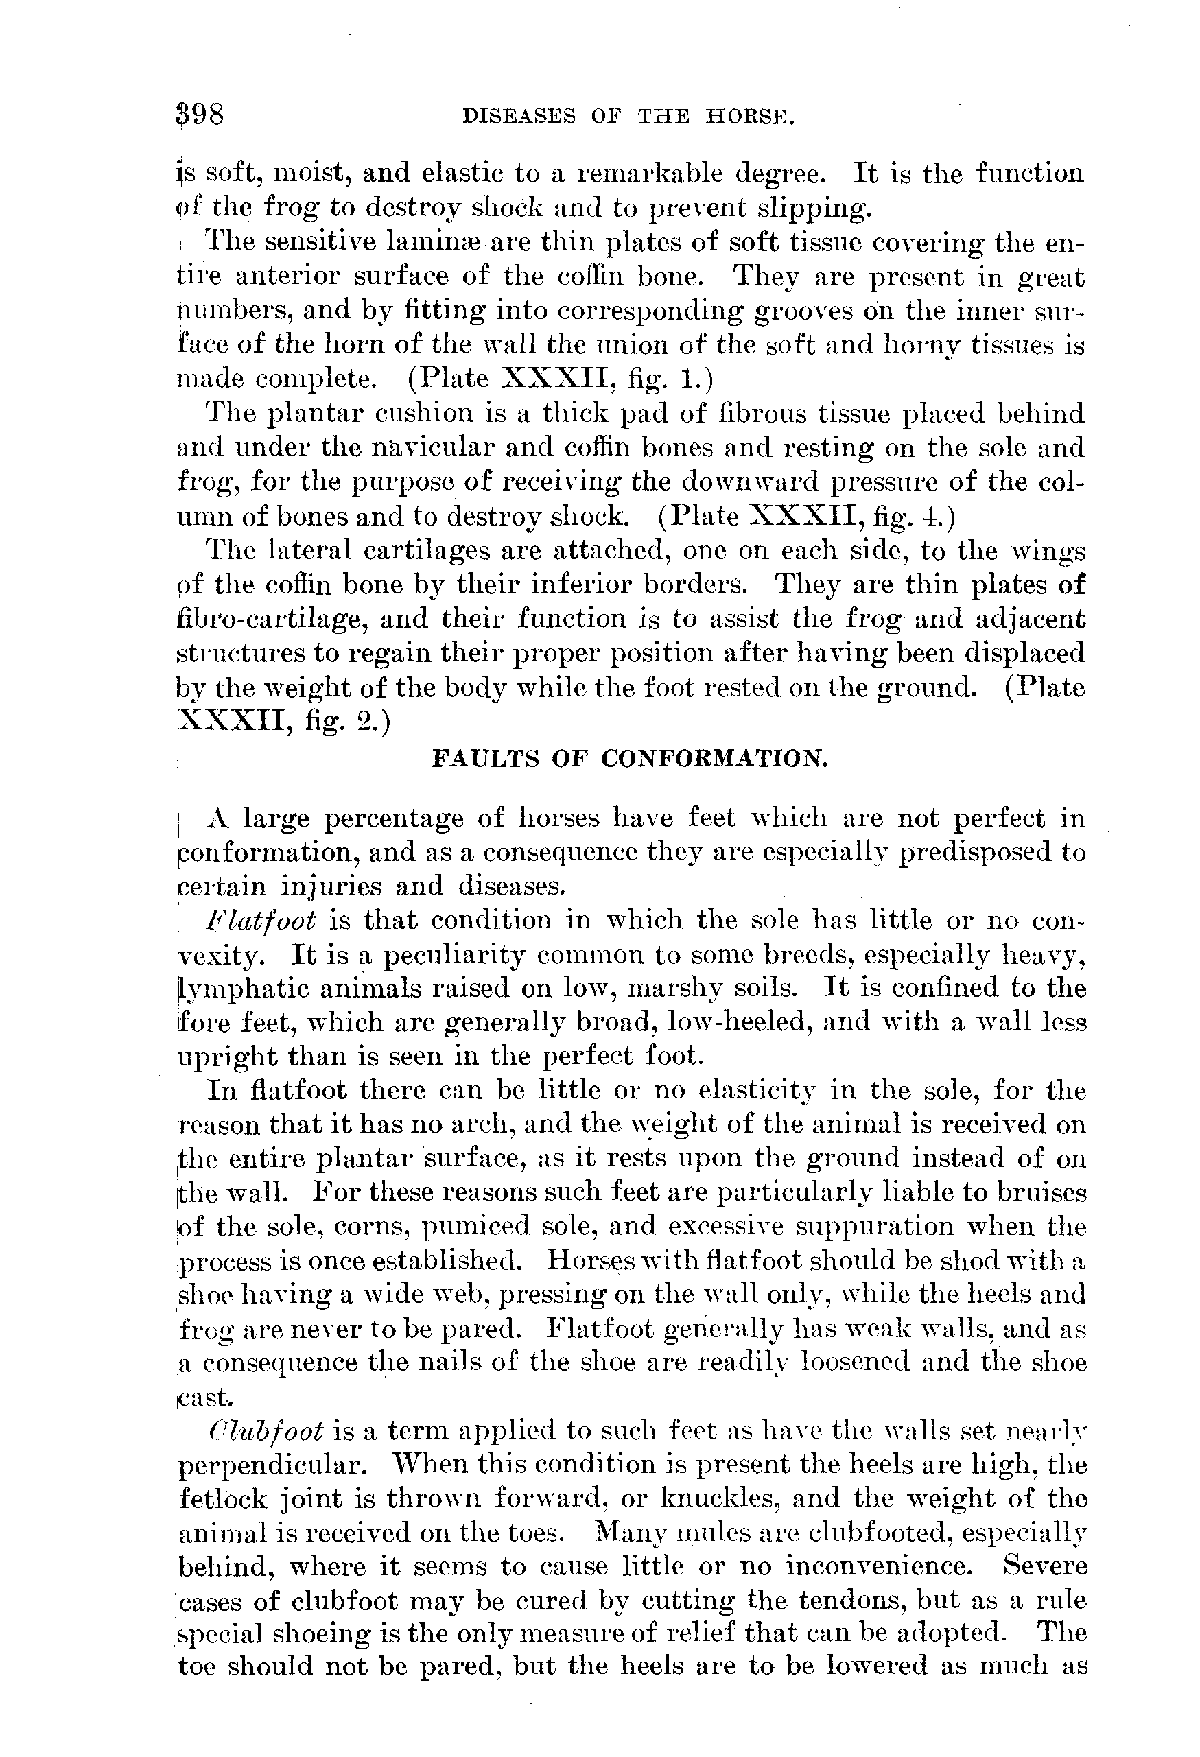 398 DISEASES OF THE HORSE.
is soft, moist, and elastic to a remarkable degree. It is the function
of the frog to destroy shock and to prevent slipping.
The sensitive laminæ are thin plates of soft tissue covering the en-
tire anterior surface of the coffin bone. They are present in great
numbers, and by fitting into corresponding grooves on the inner sur-
face of the horn of the wall the union of the soft and horny tissues is
made complete. (Plate XXXII, fig. 1.)
The plantar cushion is a thick pad of fibrous tissue placed behind
and under the navicular and coffin bones and resting on the sole and
frog, for the purpose of receiving the downward pressure of the col-
umn of bones and to destroy shock. (Plate XXXII, fig. 4.)
The lateral cartilages are attached, one on each side, to the wings
of the coffin bone by their inferior borders. They are thin plates of
fibro-cartilage, and their function is to assist the frog and adjacent
structures to regain their proper position after having been displaced
by the weight of the body while the foot rested on the ground. (Plate
XXXII, fig. 2.)
FAULTS OF CONFORMATION.
A large percentage of horses have feet which are not perfect in
conformation, and as a consequence they are especially predisposed to
certain injuries and diseases.
Flatfoot is that condition in which the sole has little or no con-
vexity. It is a peculiarity common to some breeds, especially heavy,
lymphatic animals raised on low, marshy soils. It is confined to the
fore feet, which are generally broad, low-heeled, and with a wall less
upright than is seen in the perfect foot.
In flatfoot there can be little or no elasticity in the sole, for the
reason that it has no arch, and the weight of the animal is received on
the entire plantar surface, as it rests upon the ground instead of on
the wall. For these reasons such feet are particularly liable to bruises
of the sole, corns, pumiced sole, and excessive suppuration when the
process is once established. Horses with flatfoot should be shod with a
shoe having a wide web, pressing on the wall only, while the heels and
frog are never to be pared. Flatfoot generally has weak walls, and as
a consequence the nails of the shoe are readily loosened and the shoe
cast.
Clubfoot is a term applied to such feet as have the walls set nearly
perpendicular. When this condition is present the heels are high, the
fetlock joint is thrown forward, or knuckles, and the weight of the
animal is received on the toes. Many mules are clubfooted, especially
behind, where it seems to cause little or no inconvenience. Severe
cases of clubfoot may be cured by cutting the tendons, but as a rule
special shoeing is the only measure of relief that can be adopted. The
toe should not be pared, but the heels are to be lowered as much as